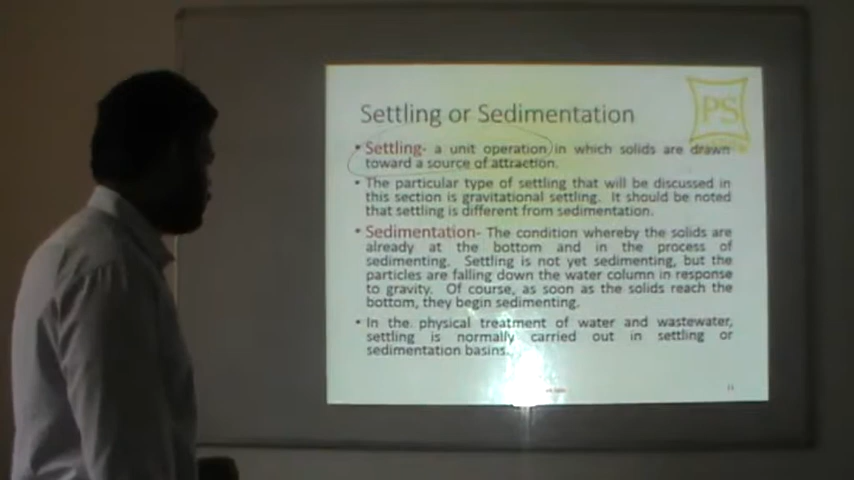 Settling or Sedimentation
PS
• Settling- a unit operation in which solids are drawn
toward a source of attraction.
• The particular type of settling that will be discussed in
this section is gravitational settling. It should be noted
that settling is different from sedimentation.
• Sedimentation- The condition whereby the solids are
already at the bottom and in the process of
sedimenting. Settling is not yet sedimenting, but the
particles are falling down the water column in response
to gravity. Of course, as soon as the solids reach the
bottom, they begin sedimenting.
• In the physical treatment of water and wastewater,
settling is normally carried out in settling or
sedimentation basins.